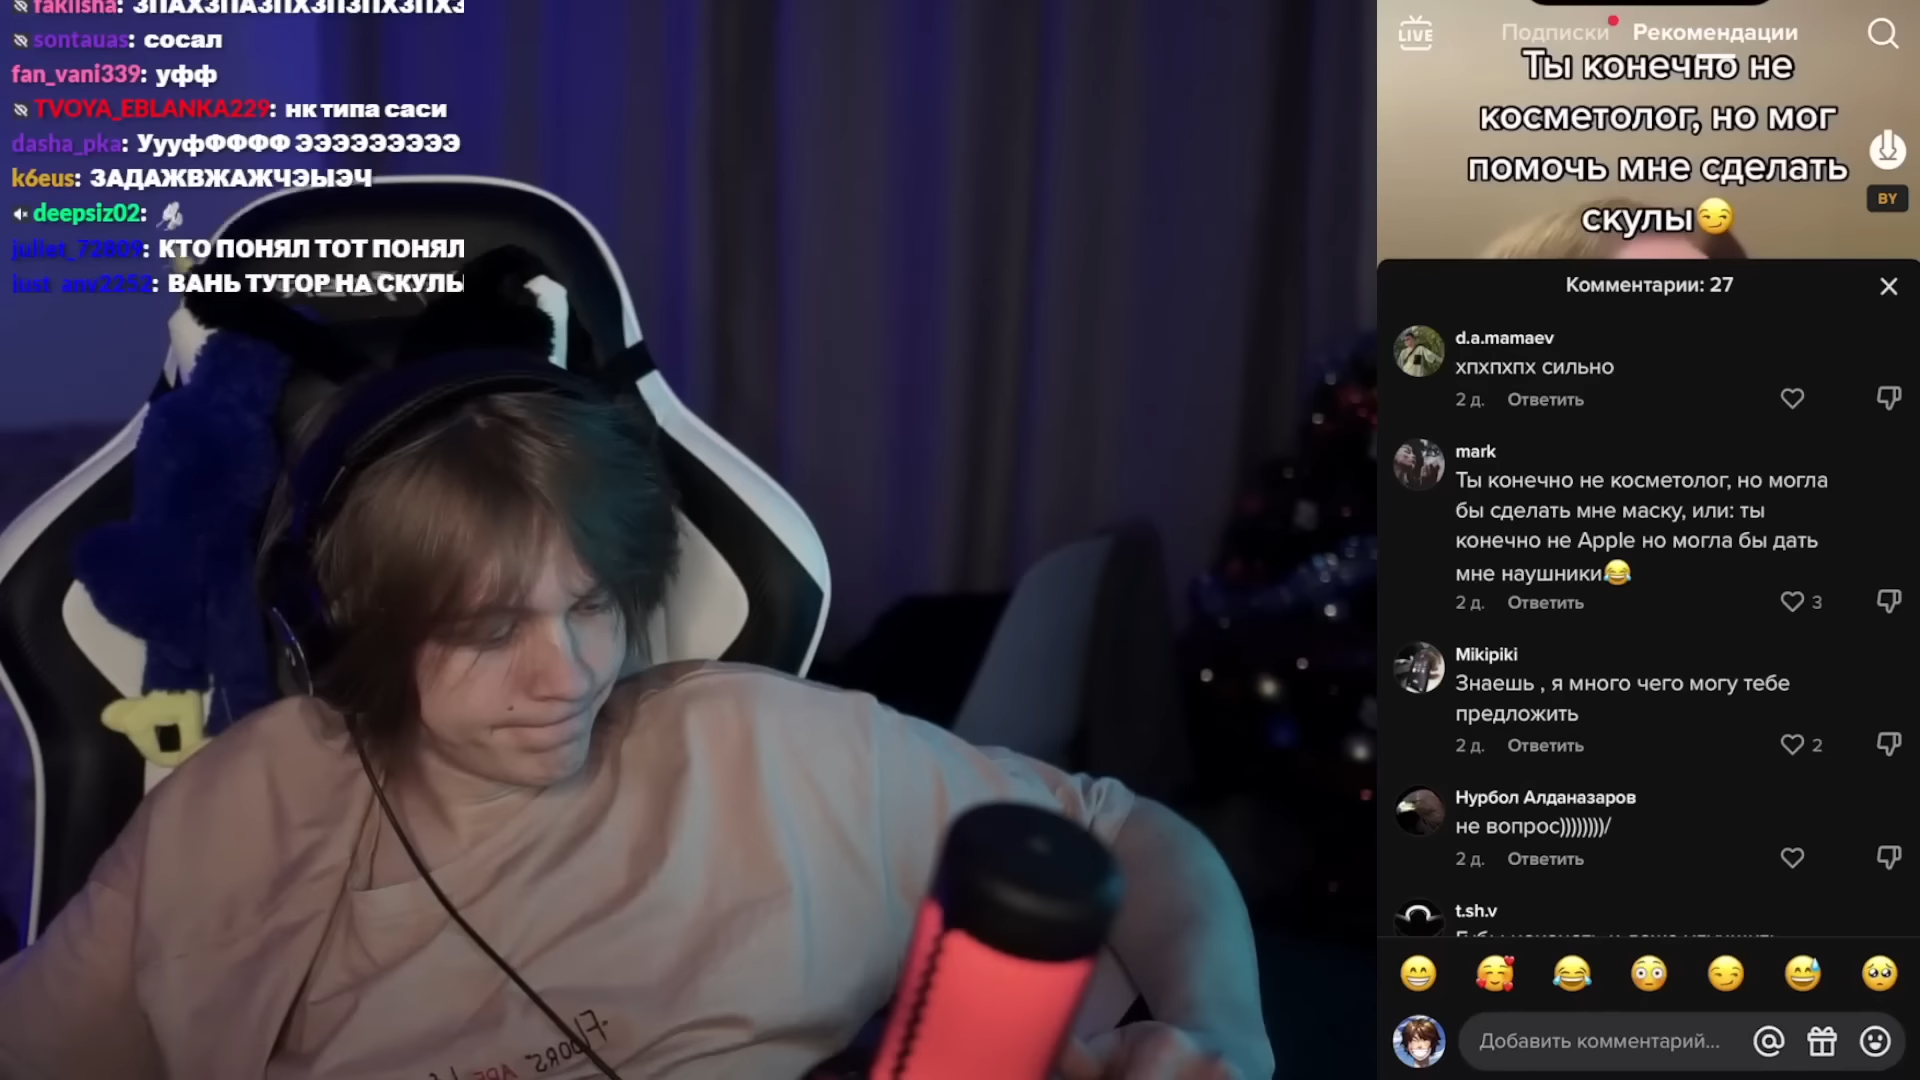 fakiisha: ЗПАХЗПАЗПХЗПЗПХЗПХЗ
sontauas: сосал
fan_vani339: уфф
TVOYA_EBLANKA229: нк типа саси
dasha_pka: УууфФФФФ ЭЭЭЭЭЭЭЭЭ
k6eus: ЗАДАЖВЖАЖЧЭЫЭЧ
deepsiz02:
juliet_72809: КТО ПОНЯЛ ТОТ ПОНЯЛ
just_any2252: ВАНЬ ТУТОР НА СКУЛЫ
LIVE
Подписки Рекомендации
Ты конечно не
косметолог, но мог
помочь мне сделать
скулы😏
BY
Комментарии: 27
d.a.mamaev
хпхпхпх сильно
2 д. Ответить
mark
Ты конечно не косметолог, но могла
бы сделать мне маску, или: ты
конечно не Apple но могла бы дать
мне наушники😂
2 д. Ответить 3
Mikipiki
Знаешь , я много чего могу тебе
предложить
2 д. Ответить 2
Нурбол Алданазаров
не вопрос))))))))/
2 д. Ответить
t.sh.v
Добавить комментарий...